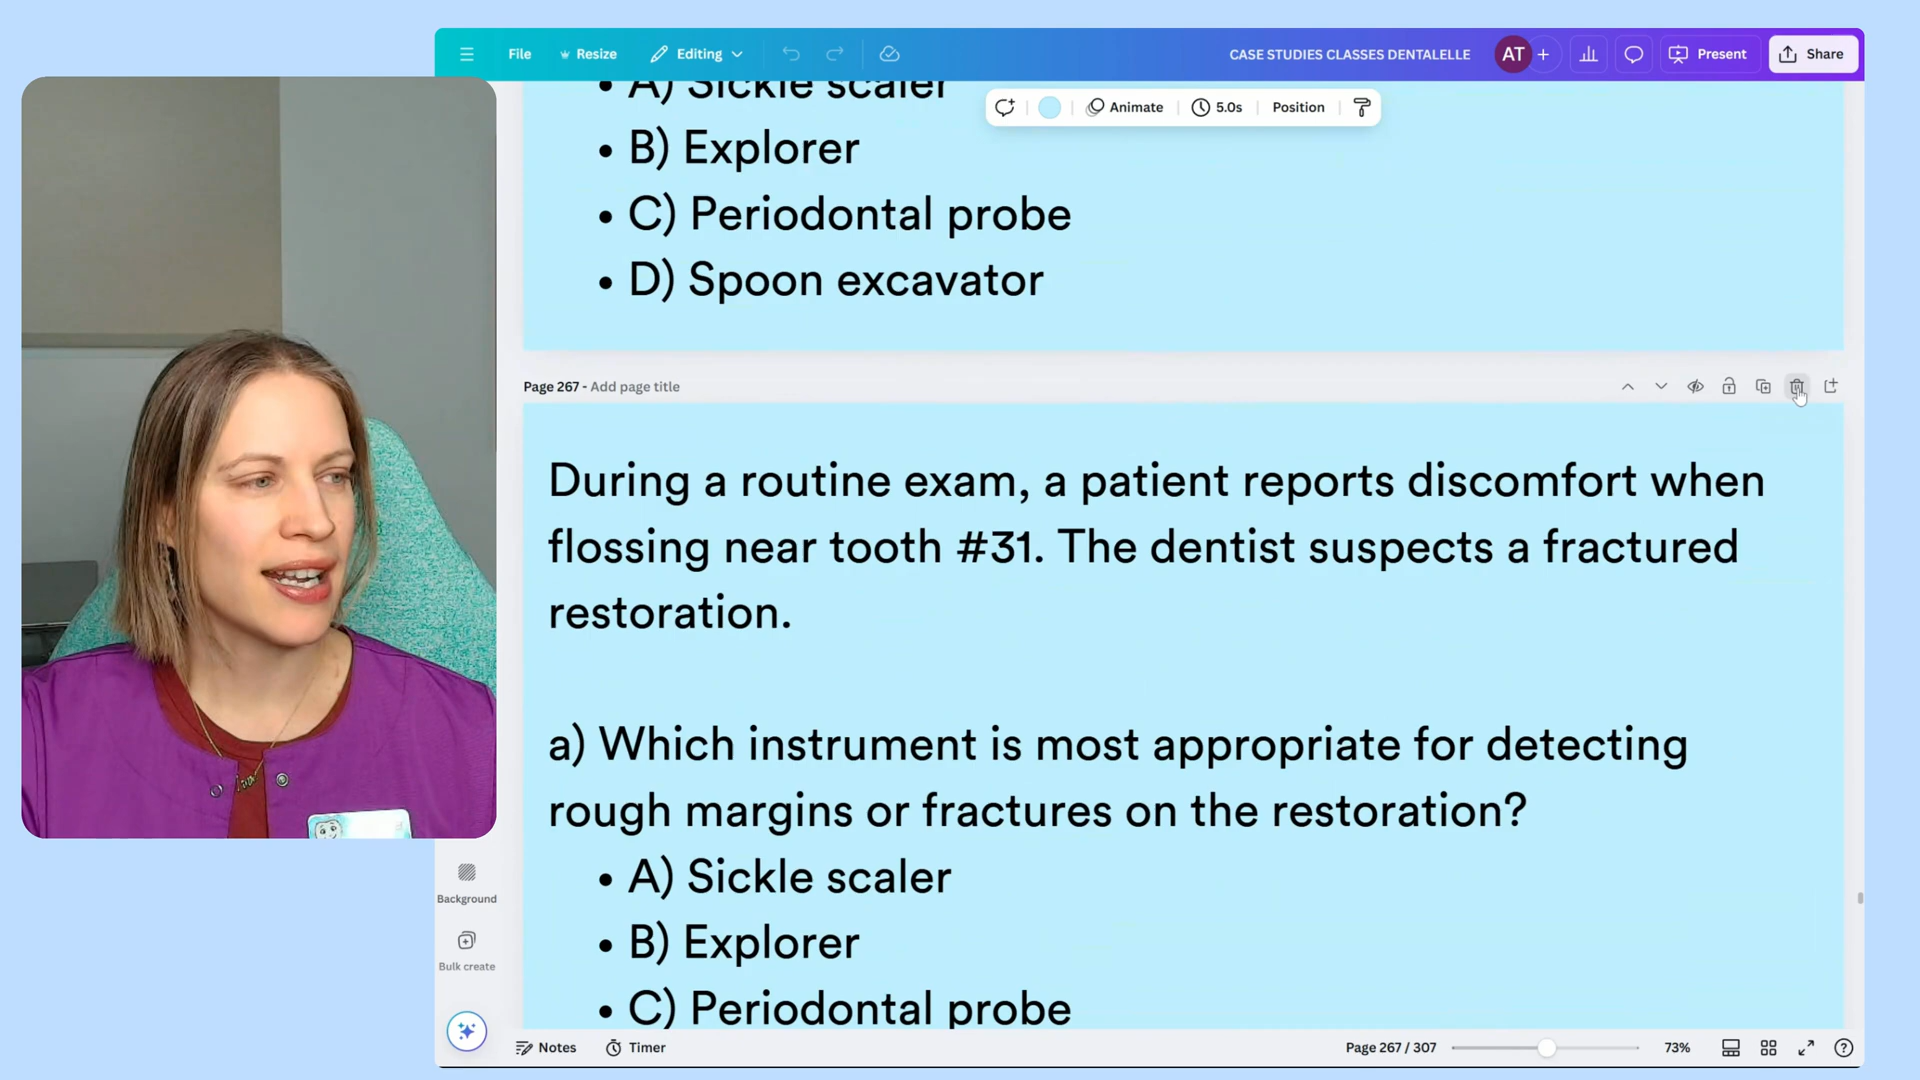 File
Resize
Editing
CASE STUDIES CLASSES DENTALELLE
AT
Present
Share
• A) Sickle scaler
Animate
5.0s
Position
• B) Explorer
• C) Periodontal probe
• D) Spoon excavator
Page 267 - Add page title
During a routine exam, a patient reports discomfort when
flossing near tooth #31. The dentist suspects a fractured
restoration.
a) Which instrument is most appropriate for detecting
rough margins or fractures on the restoration?
• A) Sickle scaler
• B) Explorer
• C) Periodontal probe
Background
Bulk create
Notes
Timer
Page 267 / 307
73%